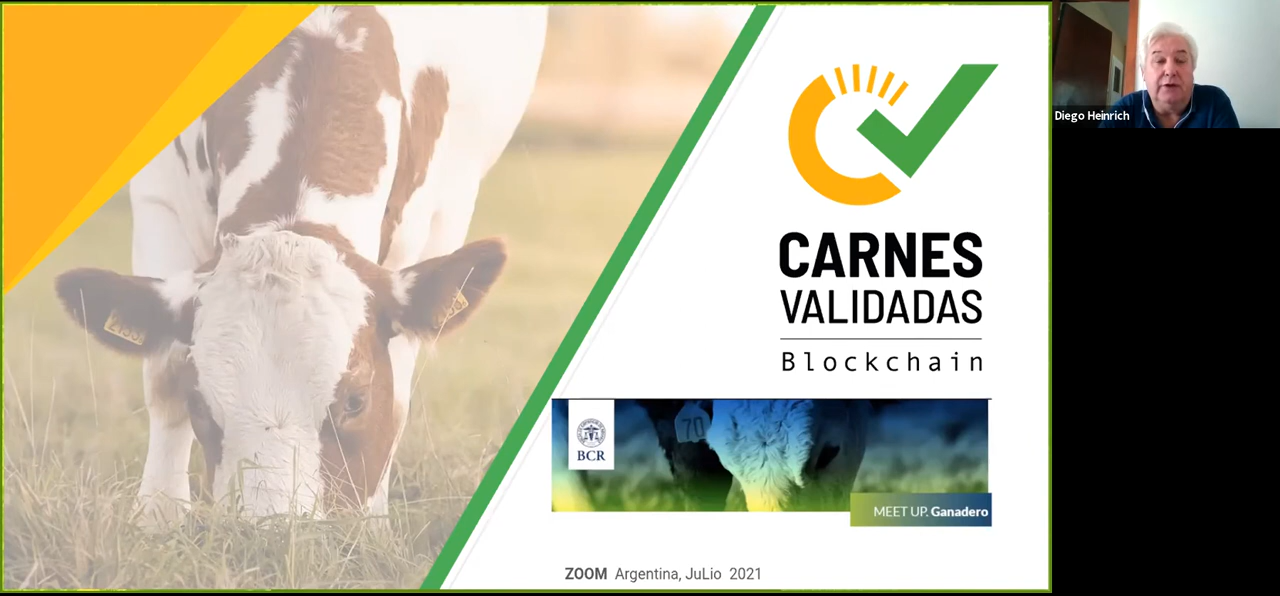 CARNES
VALIDADAS
Blockchain
70
BCR
MEET UP. Ganadero
ZOOM Argentina, JuLio 2021
Diego Heinrich